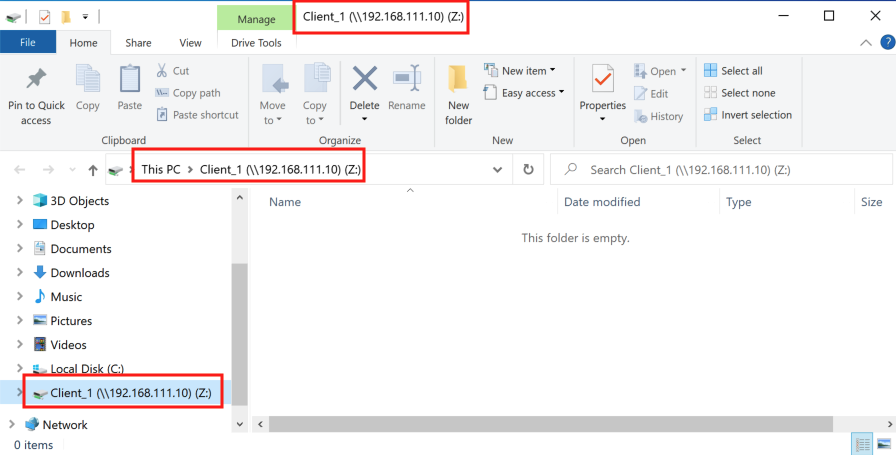 Manage
Client_1 (\\192.168.111.10) (Z:)
File
Home
Share
View
Drive Tools
Pin to Quick access
Copy
Paste
Cut
Copy path
Paste shortcut
Clipboard
Move to
Copy to
Delete
Rename
Organize
New folder
New item
Easy access
New
Properties
Open
Edit
History
Open
Select all
Select none
Invert selection
Select
This PC > Client_1 (\\192.168.111.10) (Z:)
Search Client_1 (\\192.168.111.10) (Z:)
3D Objects
Desktop
Documents
Downloads
Music
Pictures
Videos
Local Disk (C:)
Client_1 (\\192.168.111.10) (Z:)
Network
Name
Date modified
Type
Size
This folder is empty.
0 items